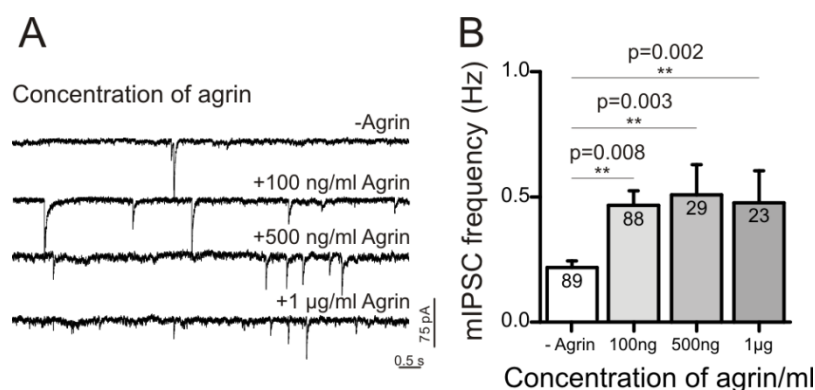 A
Concentration of agrin
-Agrin
+100 ng/ml Agrin
+500 ng/ml Agrin
+1 µg/ml Agrin
75 pA
0.5 s
B
mIPSC frequency (Hz)
1.0
0.5
0.0
p=0.002
**
p=0.003
**
p=0.008
**
89
88
29
23
- Agrin 100ng 500ng 1µg
Concentration of agrin/ml